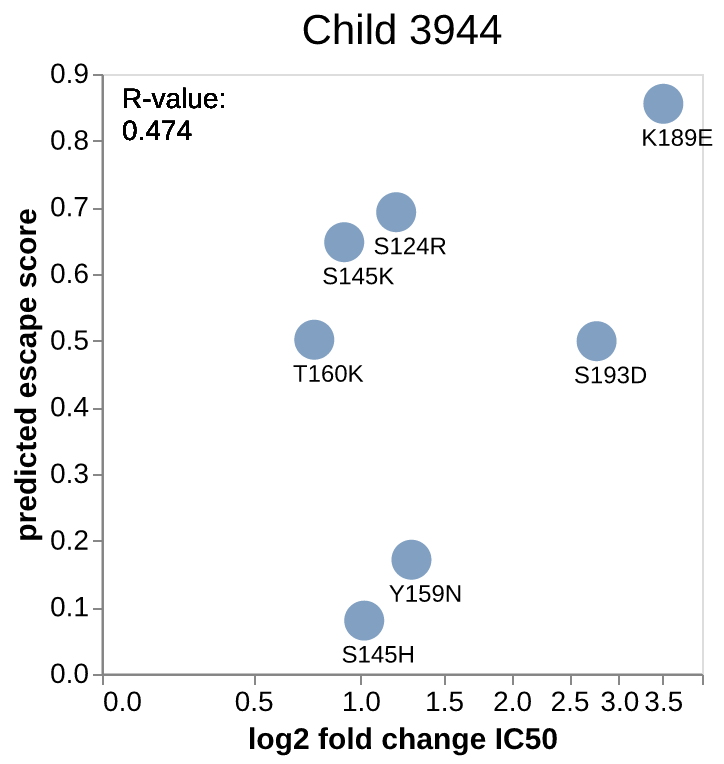 Child 3944
R-value:
0.474
0.9
0.8
0.7
0.6
0.5
0.4
0.3
0.2
0.1
0.0
predicted escape score
K189E
S124R
S145K
T160K
S193D
Y159N
S145H
0.0 0.5 1.0 1.5 2.0 2.5 3.0 3.5
log2 fold change IC50